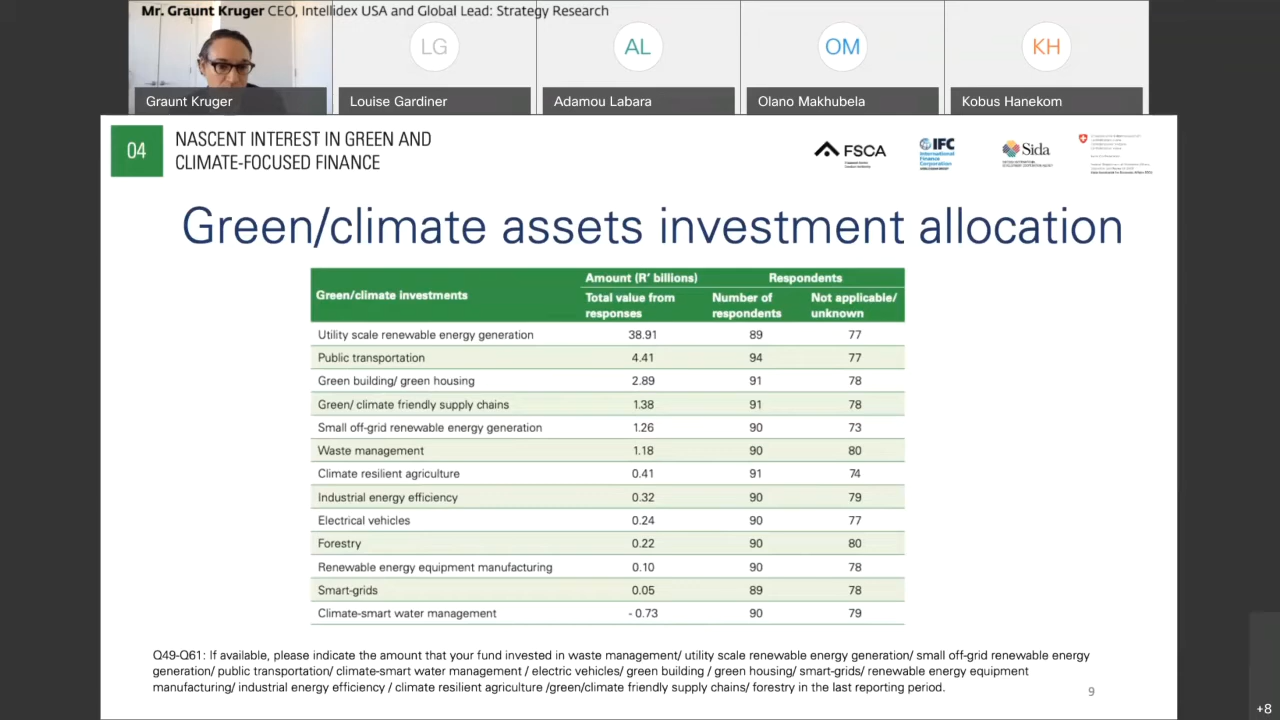 Mr. Graunt Kruger CEO, Intellidex USA and Global Lead: Strategy Research
LG
AL
OM
KH
Graunt Kruger
Louise Gardiner
Adamou Labara
Olano Makhubela
Kobus Hanekom
04
NASCENT INTEREST IN GREEN AND
CLIMATE-FOCUSED FINANCE
FSCA
IFC
International
Finance
Corporation
Sida
Green/climate assets investment allocation
Green/climate investments
Amount (R' billions)
Respondents
Total value from
responses
Number of
respondents
Not applicable/
unknown
Utility scale renewable energy generation 38.91 89 77
Public transportation 4.41 94 77
Green building/ green housing 2.89 91 78
Green/ climate friendly supply chains 1.38 91 78
Small off-grid renewable energy generation 1.26 90 73
Waste management 1.18 90 80
Climate resilient agriculture 0.41 91 74
Industrial energy efficiency 0.32 90 79
Electrical vehicles 0.24 90 77
Forestry 0.22 90 80
Renewable energy equipment manufacturing 0.10 90 78
Smart-grids 0.05 89 78
Climate-smart water management - 0.73 90 79
Q49-Q61: If available, please indicate the amount that your fund invested in waste management/ utility scale renewable energy generation/ small off-grid renewable energy
generation/ public transportation/ climate-smart water management / electric vehicles/ green building / green housing/ smart-grids/ renewable energy equipment
manufacturing/ industrial energy efficiency / climate resilient agriculture /green/climate friendly supply chains/ forestry in the last reporting period.
9
+8